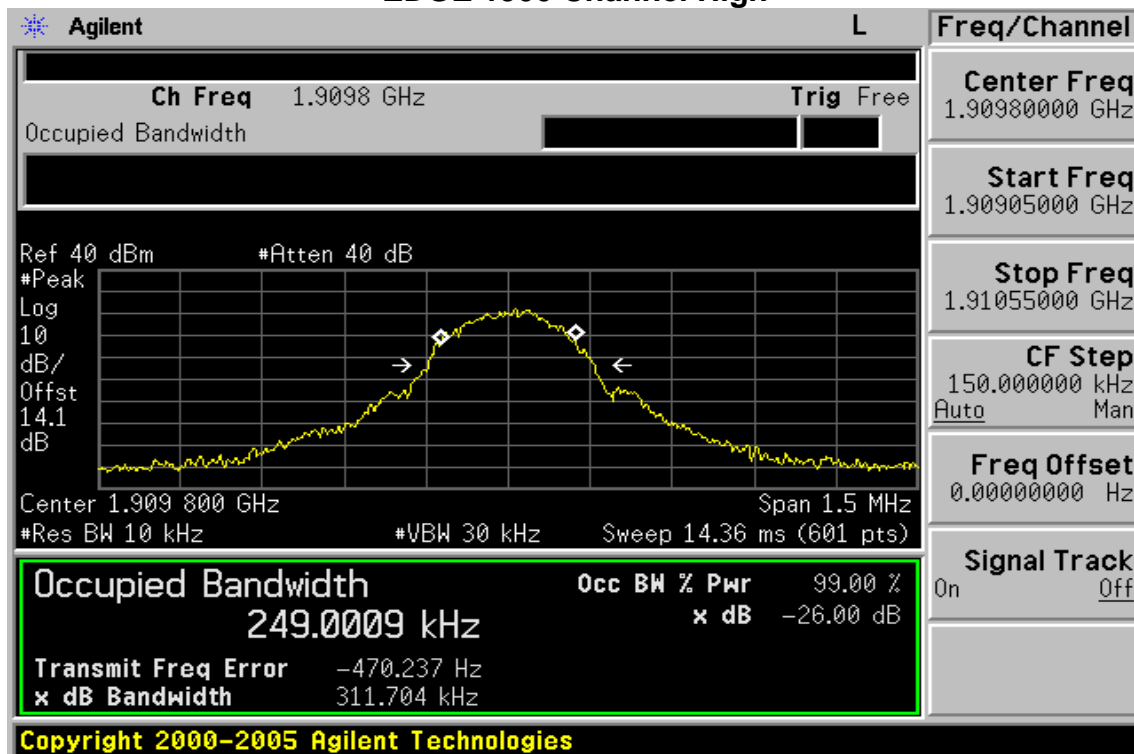 Agilent L
Freq/Channel
Ch Freq 1.9098 GHz Trig Free
Occupied Bandwidth
Center Freq
1.90980000 GHz
Start Freq
1.90905000 GHz
Stop Freq
1.91055000 GHz
CF Step
150.000000 kHz
Auto Man
Freq Offset
0.00000000 Hz
Signal Track
On Off
Ref 40 dBm #Atten 40 dB
#Peak
Log
10
dB/
Offst
14.1
dB
Center 1.909 800 GHz Span 1.5 MHz
#Res BW 10 kHz #VBW 30 kHz Sweep 14.36 ms (601 pts)
Occupied Bandwidth Occ BW % Pwr 99.00 %
249.0009 kHz x dB -26.00 dB
Transmit Freq Error -470.237 Hz
x dB Bandwidth 311.704 kHz
Copyright 2000-2005 Agilent Technologies